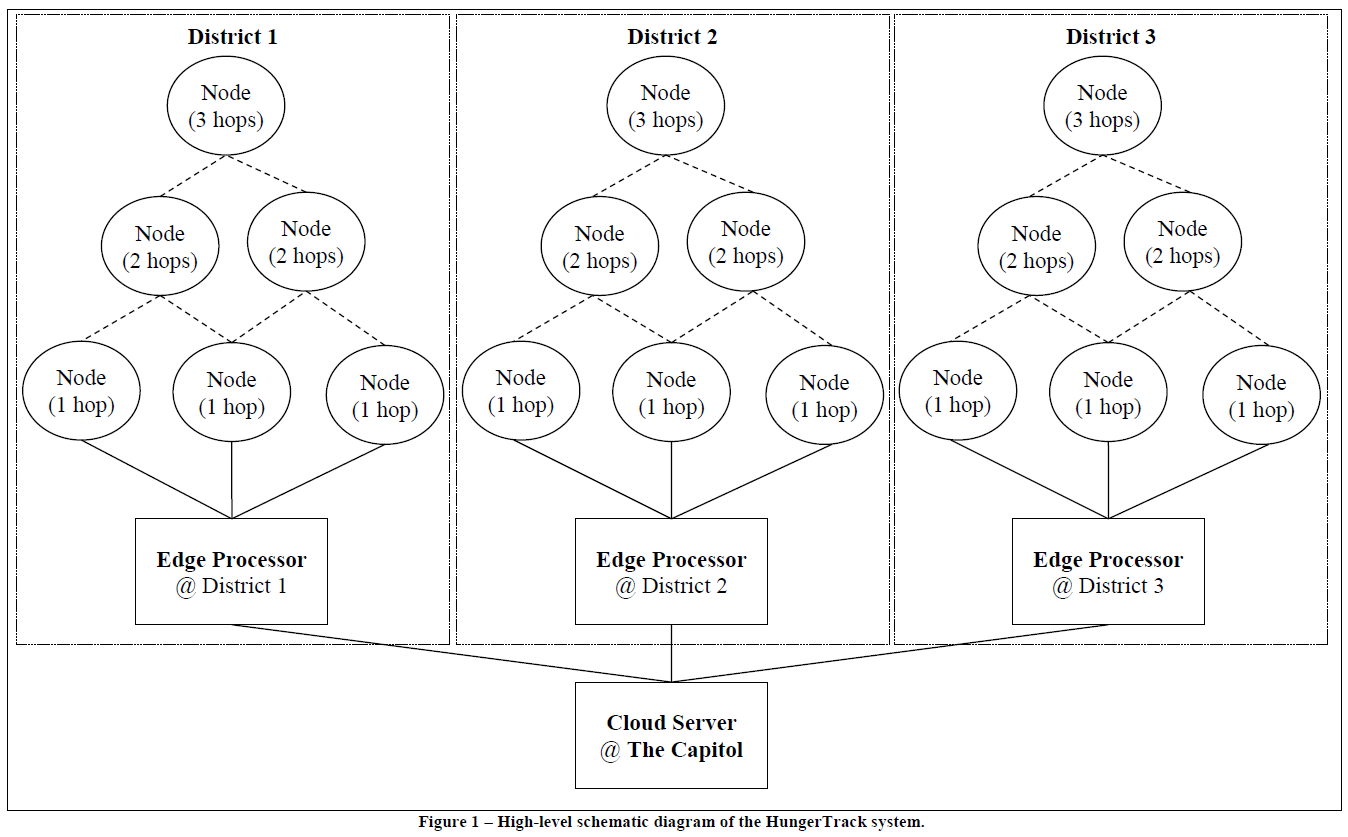 District 1
District 2
District 3
Node
(3 hops)
Node
(3 hops)
Node
(3 hops)
Node
(2 hops)
Node
(2 hops)
Node
(2 hops)
Node
(2 hops)
Node
(2 hops)
Node
(2 hops)
Node
(1 hop)
Node
(1 hop)
Node
(1 hop)
Node
(1 hop)
Node
(1 hop)
Node
(1 hop)
Node
(1 hop)
Node
(1 hop)
Node
(1 hop)
Edge Processor
@ District 1
Edge Processor
@ District 2
Edge Processor
@ District 3
Cloud Server
@ The Capitol
Figure 1 – High-level schematic diagram of the HungerTrack system.